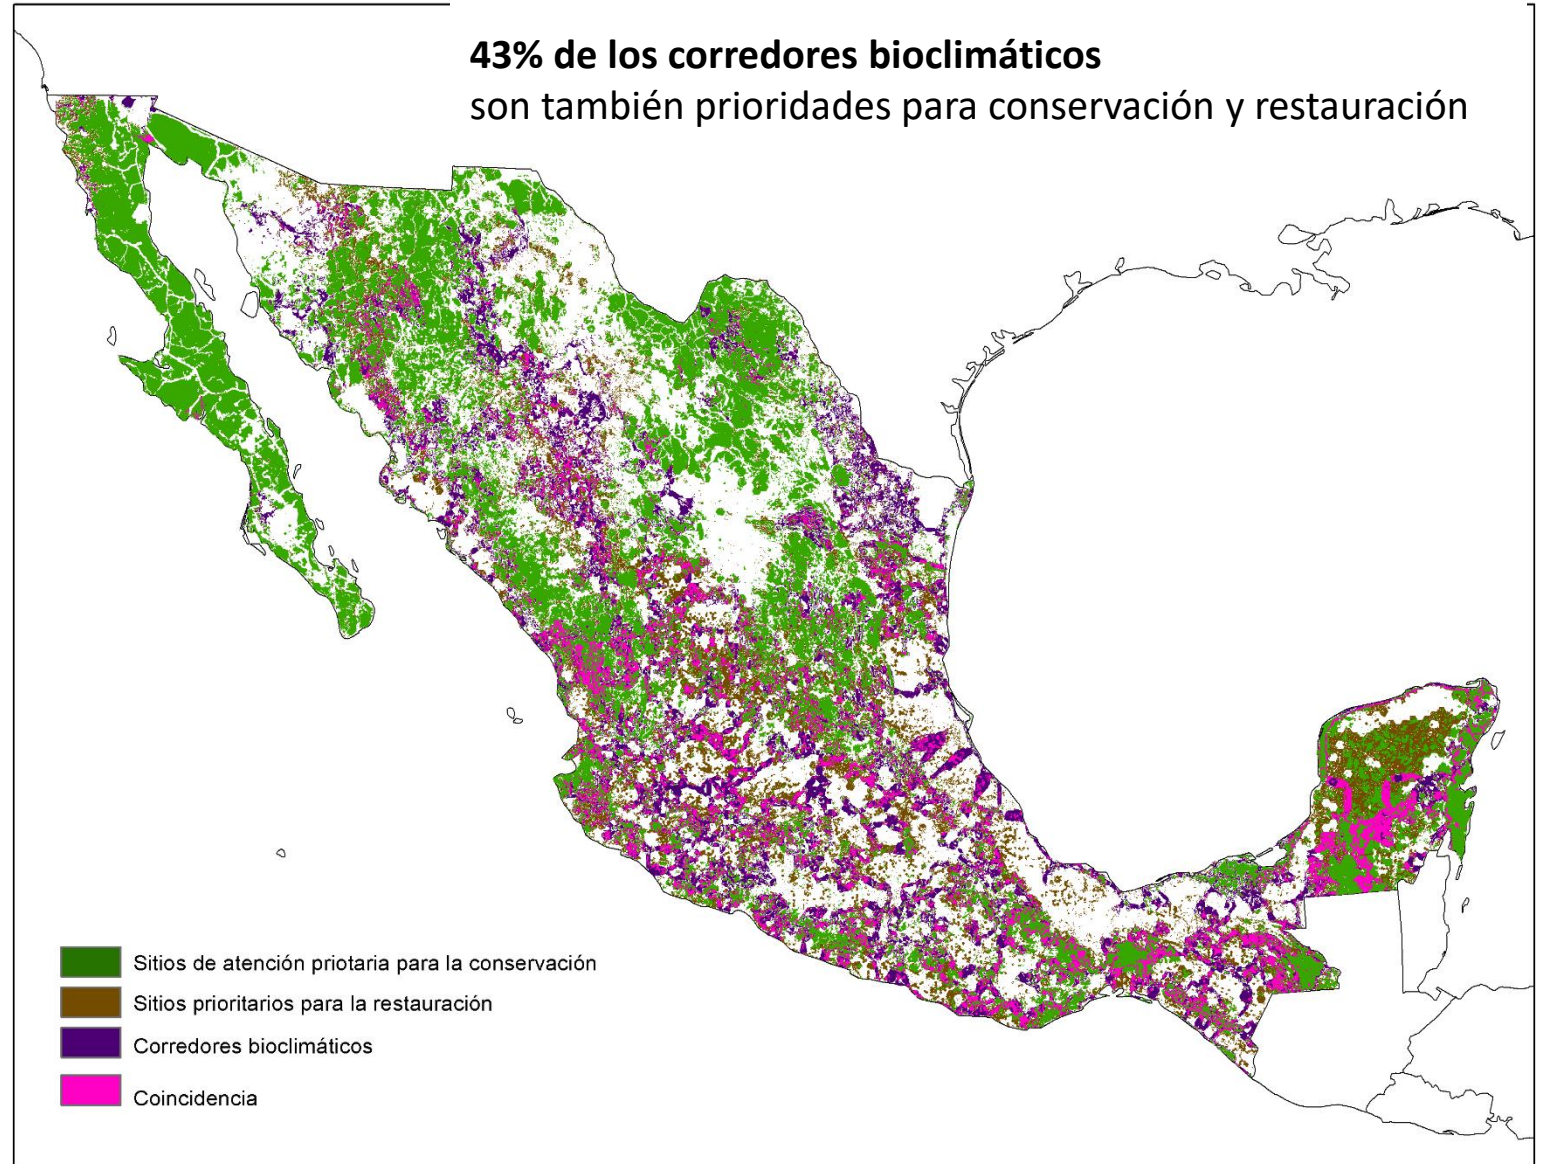 43% de los corredores bioclimáticos
son también prioridades para conservación y restauración
Sitios de atención priotaria para la conservación
Sitios prioritarios para la restauración
Corredores bioclimáticos
Coincidencia